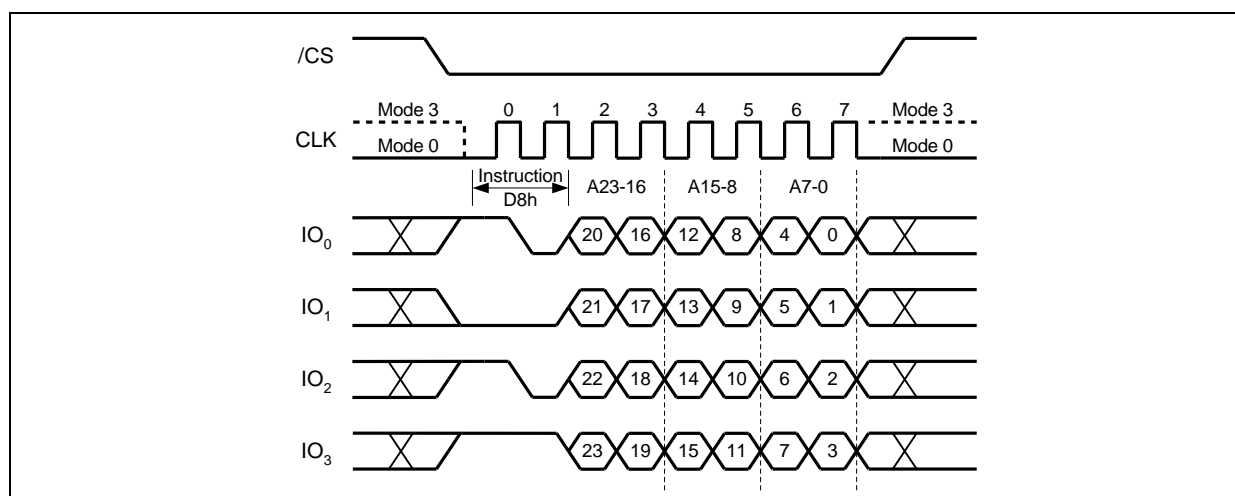 /CS
Mode 3 0 1 2 3 4 5 6 7 Mode 3
CLK
Mode 0 Mode 0
Instruction
D8h
A23-16 A15-8 A7-0
IO0 20 16 12 8 4 0
IO1 21 17 13 9 5 1
IO2 22 18 14 10 6 2
IO3 23 19 15 11 7 3